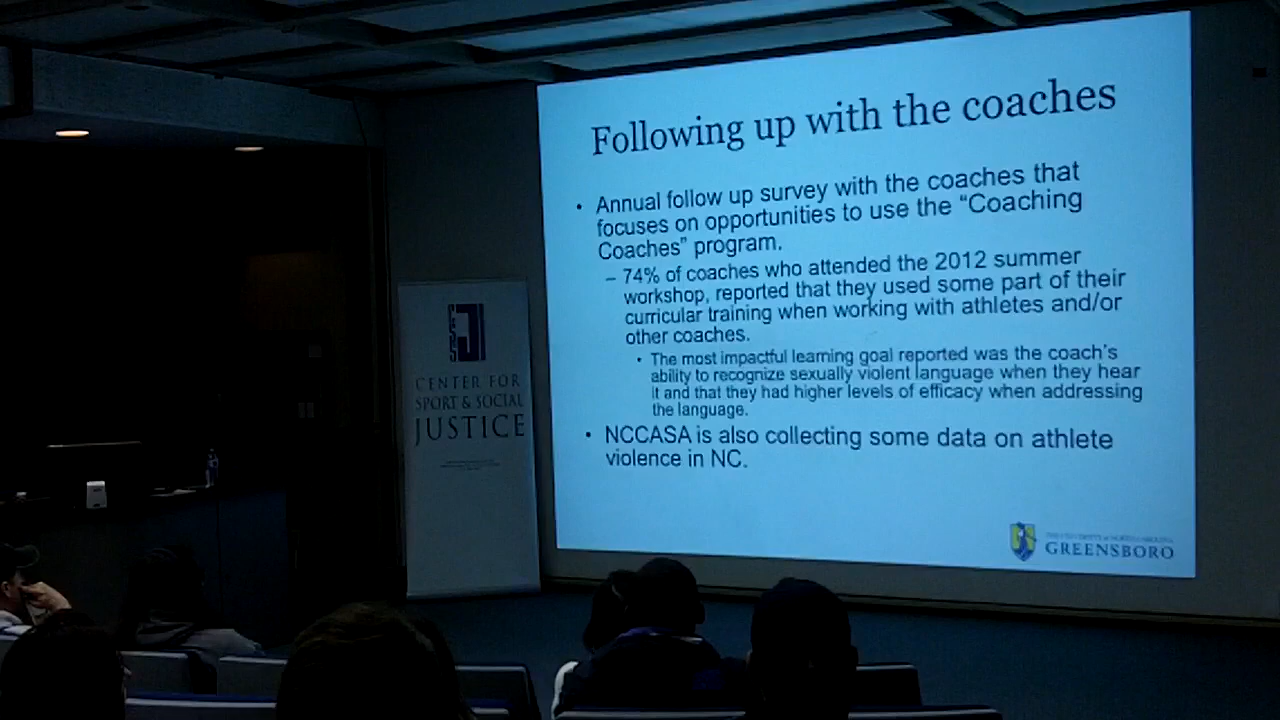 Following up with the coaches
• Annual follow up survey with the coaches that
focuses on opportunities to use the “Coaching
Coaches” program.
– 74% of coaches who attended the 2012 summer
workshop, reported that they used some part of their
curricular training when working with athletes and/or
other coaches.
• The most impactful learning goal reported was the coach’s
ability to recognize sexually violent language when they hear
it and that they had higher levels of efficacy when addressing
the language.
• NCCASA is also collecting some data on athlete
violence in NC.
THE UNIVERSITY of NORTH CAROLINA
GREENSBORO
CENTER FOR
SPORT & SOCIAL
JUSTICE